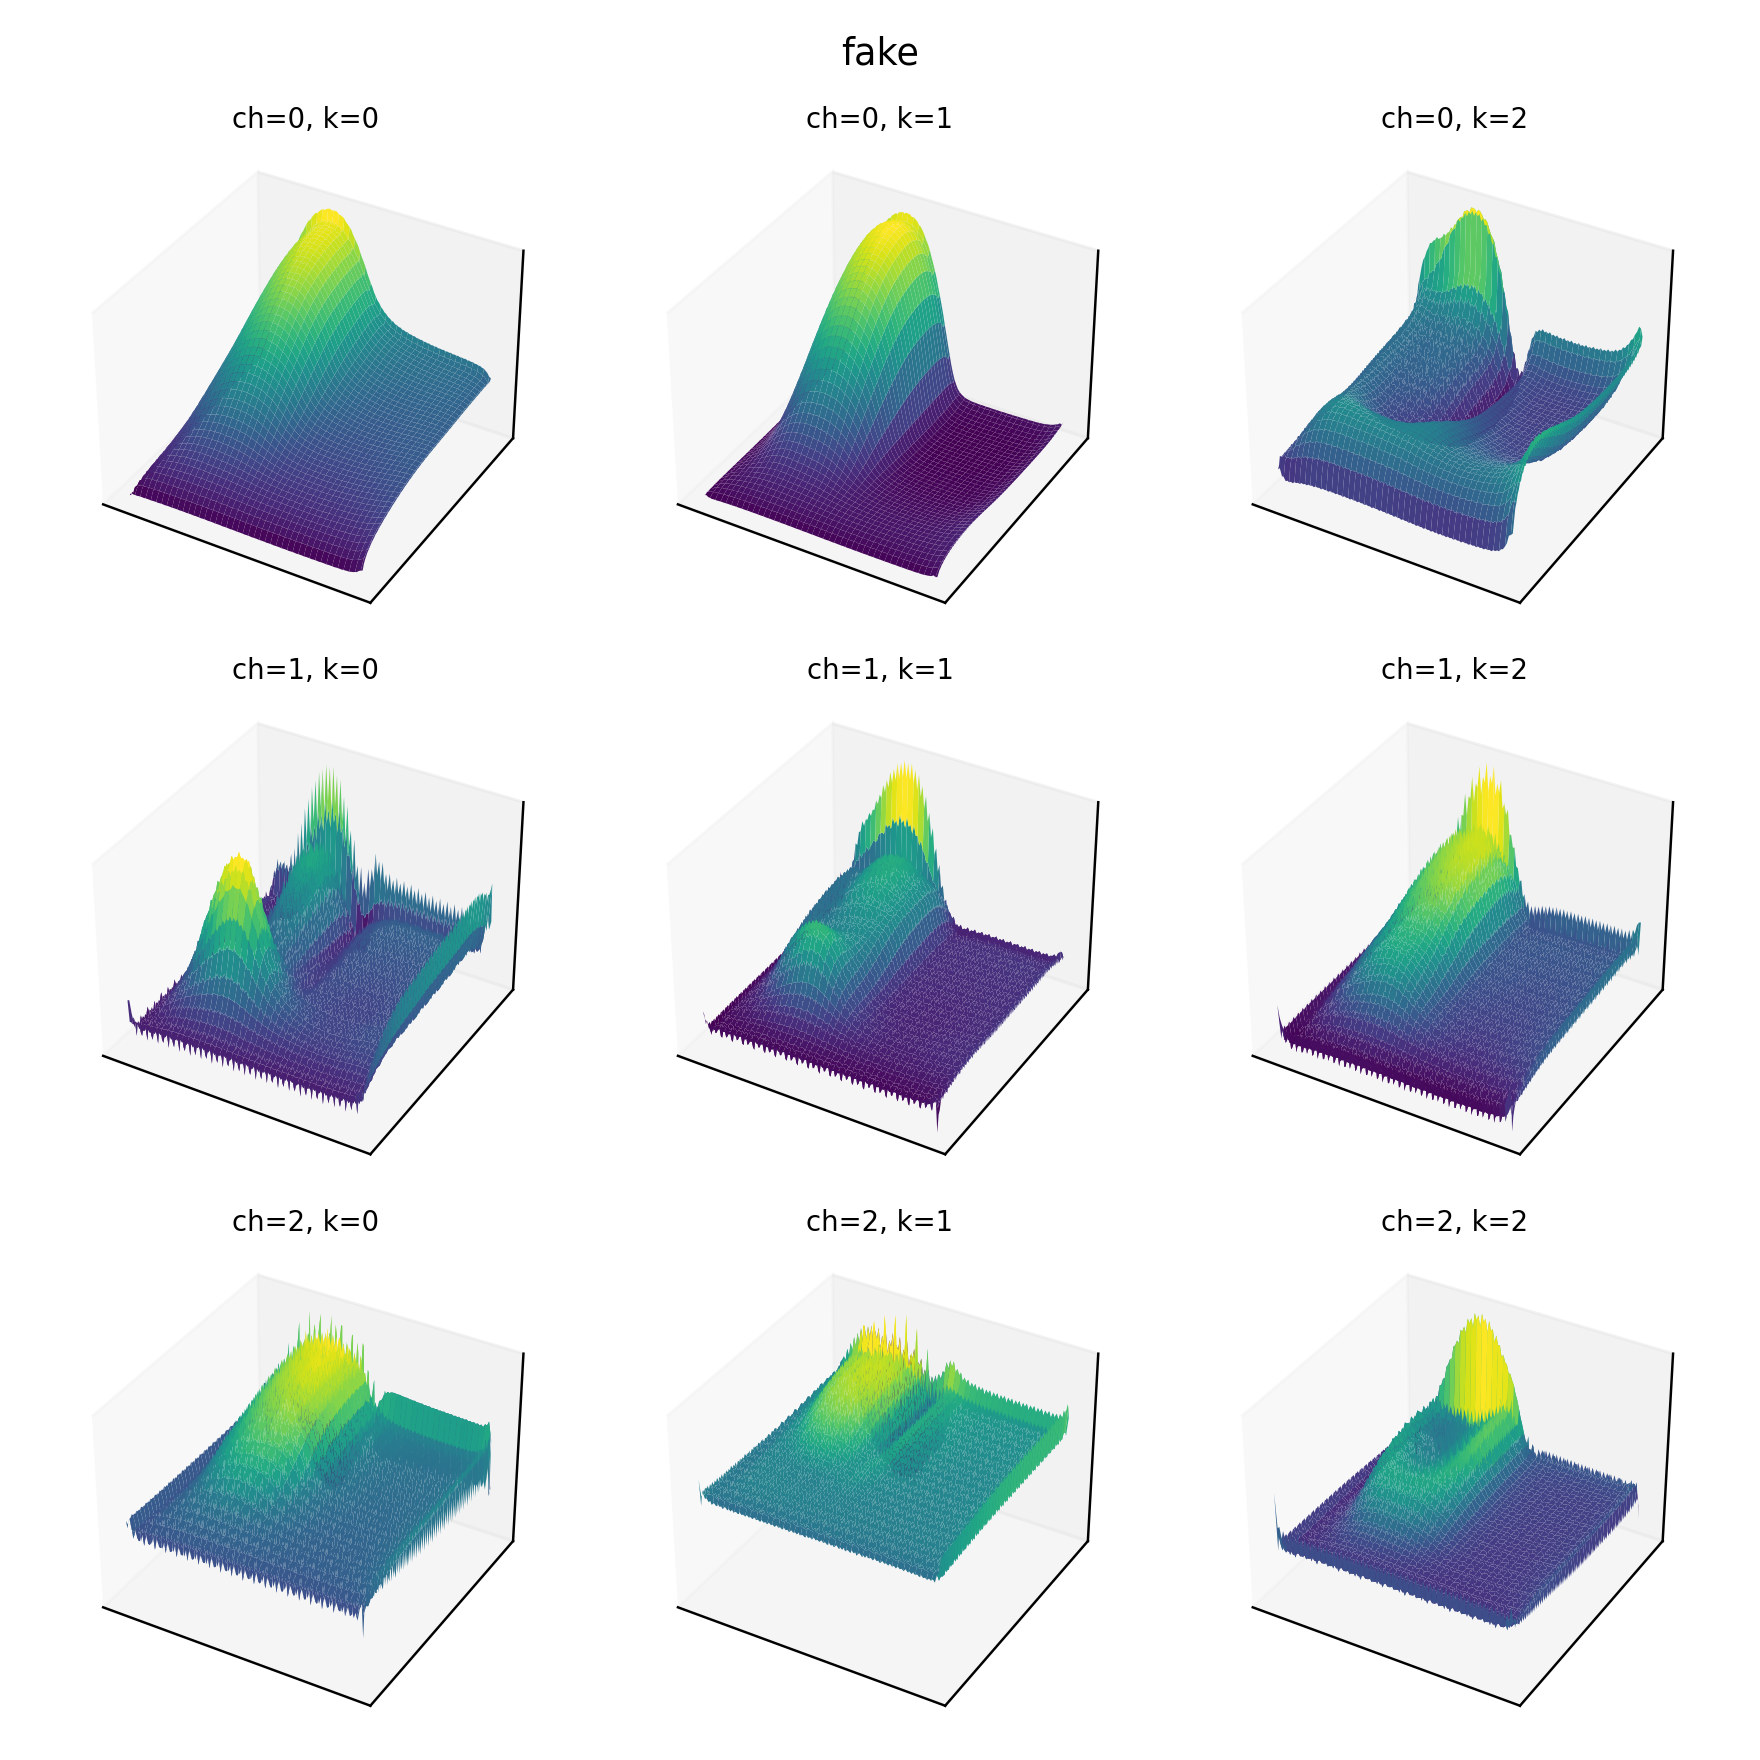 fake
ch=0, k=0
ch=0, k=1
ch=0, k=2
ch=1, k=0
ch=1, k=1
ch=1, k=2
ch=2, k=0
ch=2, k=1
ch=2, k=2